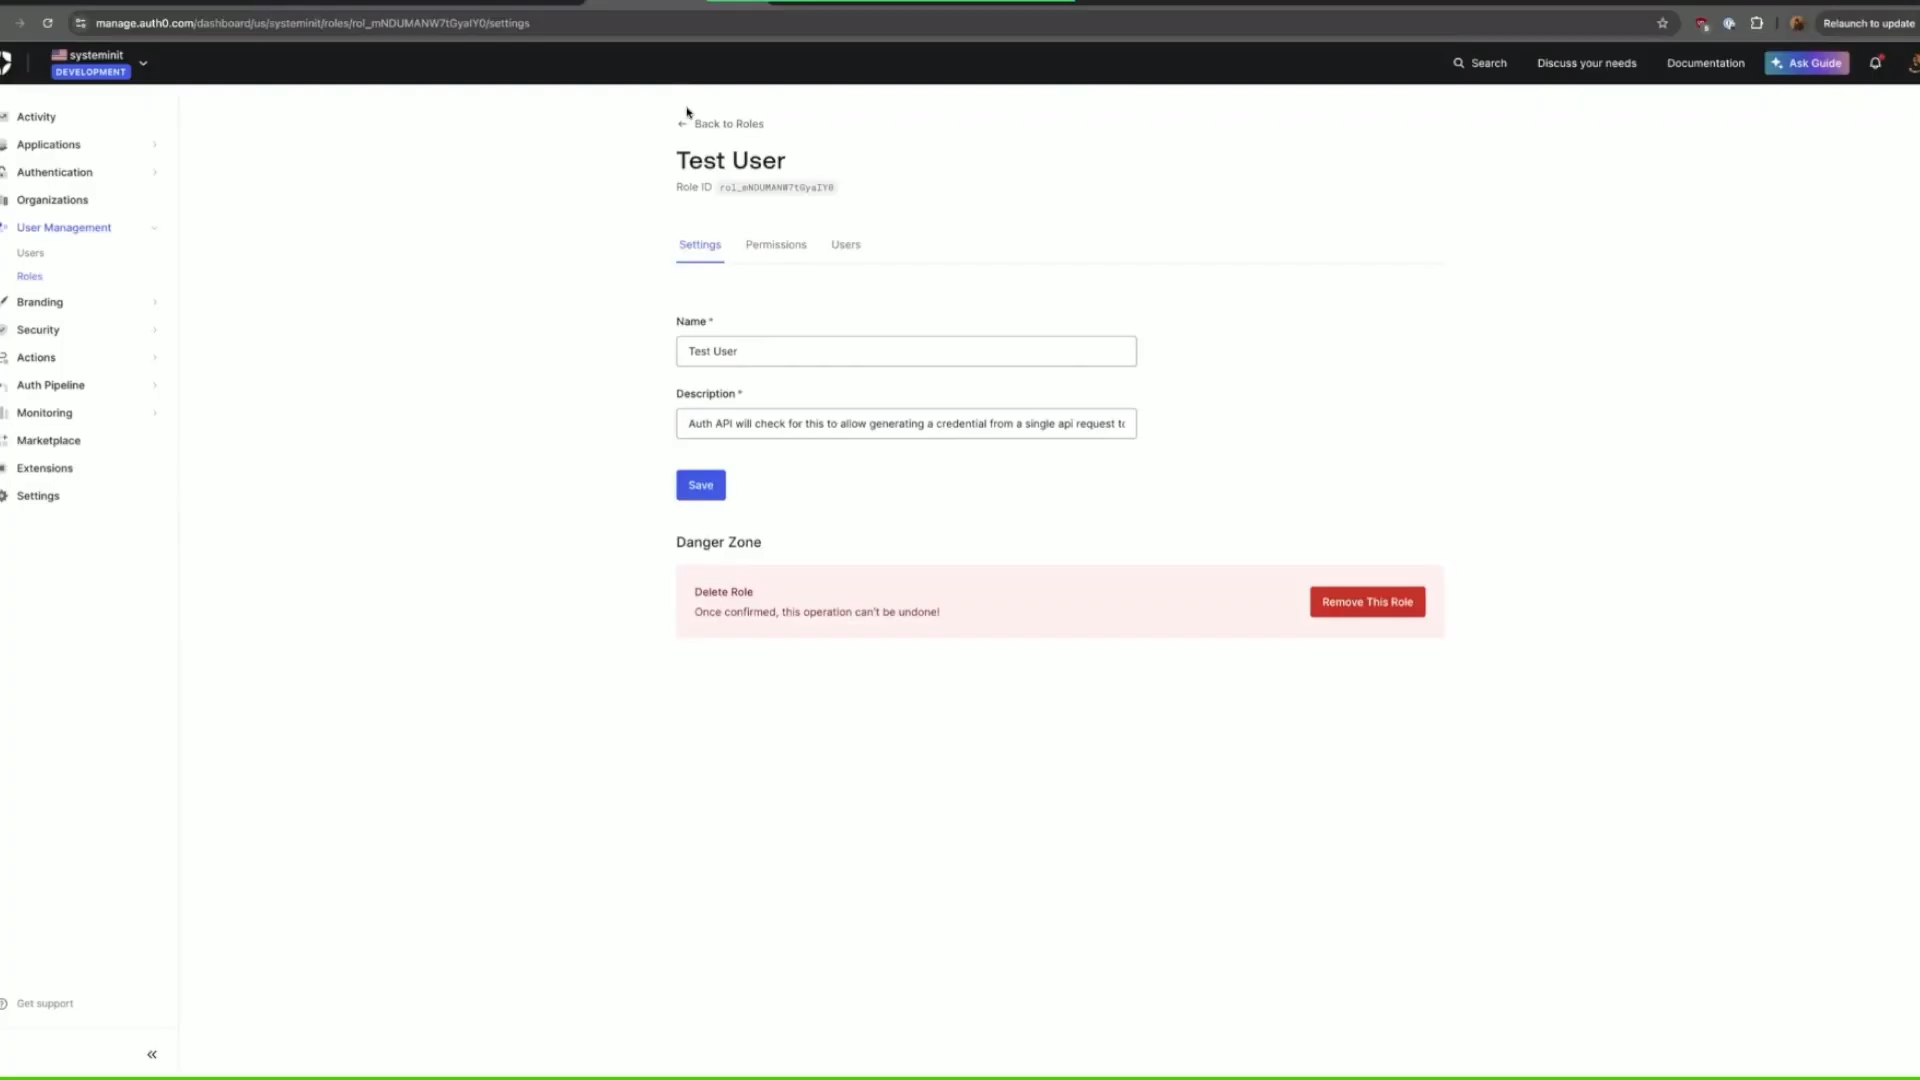 manage.auth0.com/dashboard/us/systeminit/roles/rol_mNDUMANW7tGyaIY0/settings
Relaunch to update
systeminit
DEVELOPMENT
Search
Discuss your needs
Documentation
Ask Guide
Activity
Applications
Authentication
Organizations
User Management
Users
Roles
Branding
Security
Actions
Auth Pipeline
Monitoring
Marketplace
Extensions
Settings
Get support
← Back to Roles
Test User
Role ID rol_mNDUMANW7tGyaIY0
Settings Permissions Users
Name *
Test User
Description *
Auth API will check for this to allow generating a credential from a single api request to
Save
Danger Zone
Delete Role
Once confirmed, this operation can't be undone!
Remove This Role